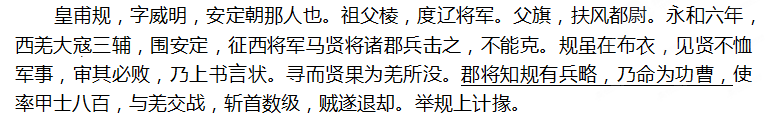 皇甫规，字威明，安定朝那人也。祖父棱，度辽将军。父旗，扶风都尉。永和六年，
西羌大寇三辅，围安定，征西将军马贤将诸郡兵击之，不能克。规虽在布衣，见贤不恤
军事，审其必败，乃上书言状。寻而贤果为羌所没。郡将知规有兵略，乃命为功曹，使
率甲士八百，与羌交战，斩首数级，贼遂退却。举规上计掾。